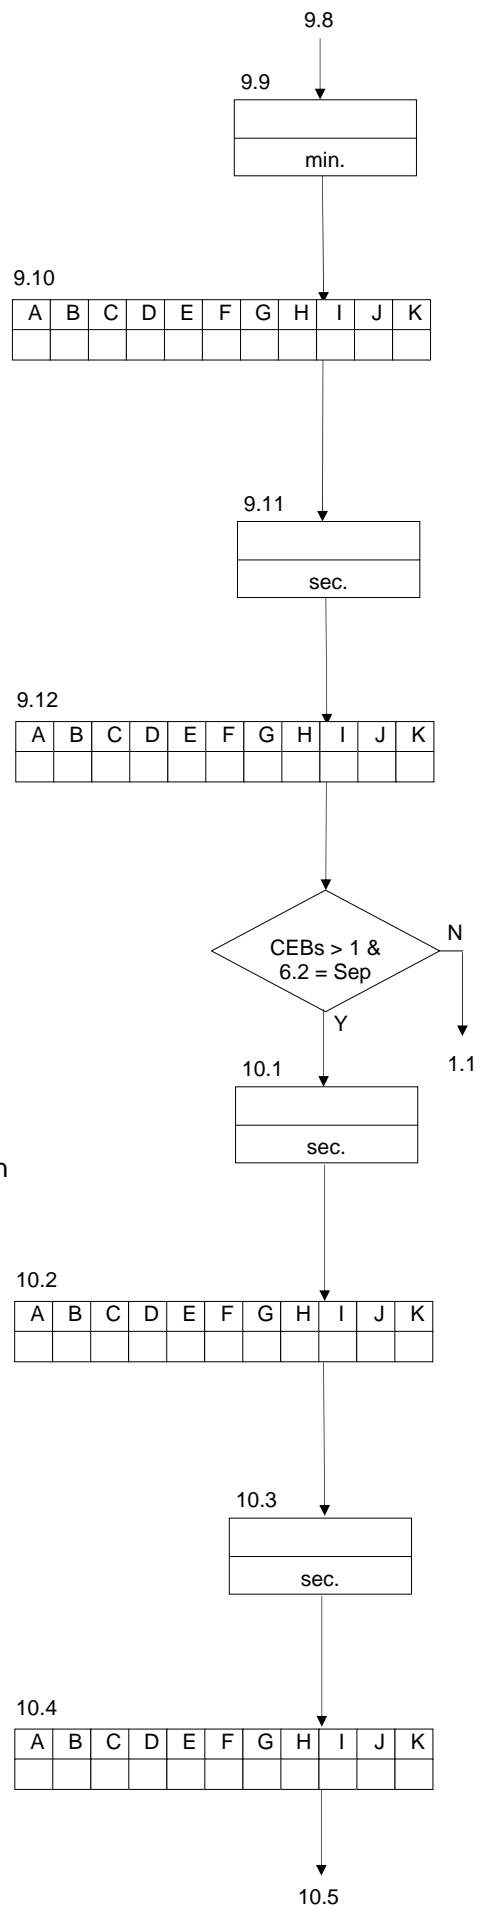 9.8
9.9
min.
9.10
A B C D E F G H I J K
9.11
sec.
9.12
A B C D E F G H I J K
CEBs > 1 &
6.2 = Sep
N
Y
1.1
10.1
sec.
n
10.2
A B C D E F G H I J K
10.3
sec.
10.4
A B C D E F G H I J K
10.5